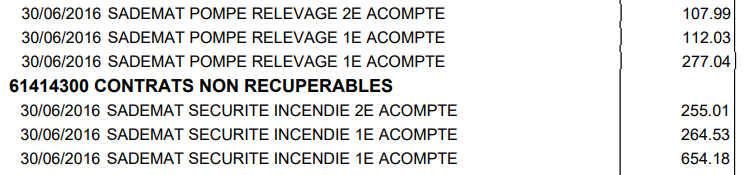 30/06/2016 SADEMAT POMPE RELEVAGE 2E ACOMPTE 107.99
30/06/2016 SADEMAT POMPE RELEVAGE 1E ACOMPTE 112.03
30/06/2016 SADEMAT POMPE RELEVAGE 1E ACOMPTE 277.04
61414300 CONTRATS NON RECUPERABLES
30/06/2016 SADEMAT SECURITE INCENDIE 2E ACOMPTE 255.01
30/06/2016 SADEMAT SECURITE INCENDIE 1E ACOMPTE 264.53
30/06/2016 SADEMAT SECURITE INCENDIE 1E ACOMPTE 654.18